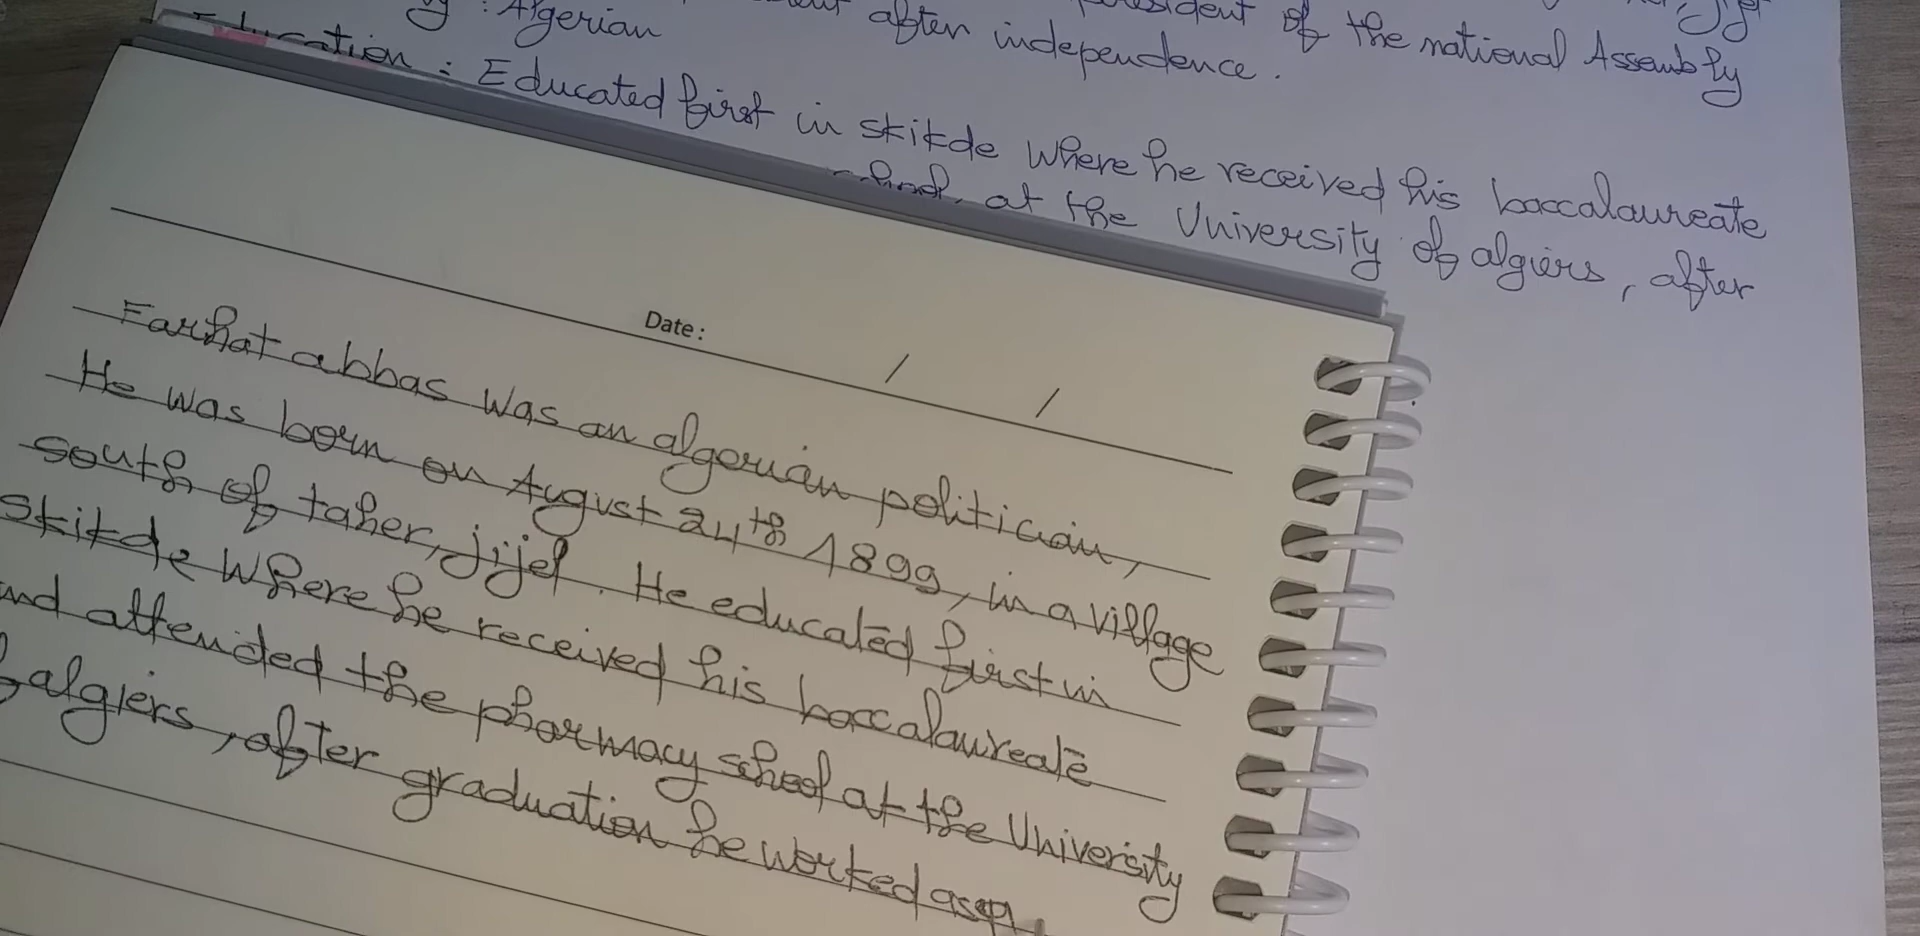 : Algerian
after independence.
president of the national Assembly
Education : Educated first in skikde where he received his baccalaureate
at the University of algiers, after
Date: / /
Farhat abbas was an algerian politician,
He was born on August 24th 1899, in a village
south of taher, jijel. He educated first in
skikde where he received his baccalaureate
and attended the pharmacy school at the University
of algiers, after graduation he worked as a